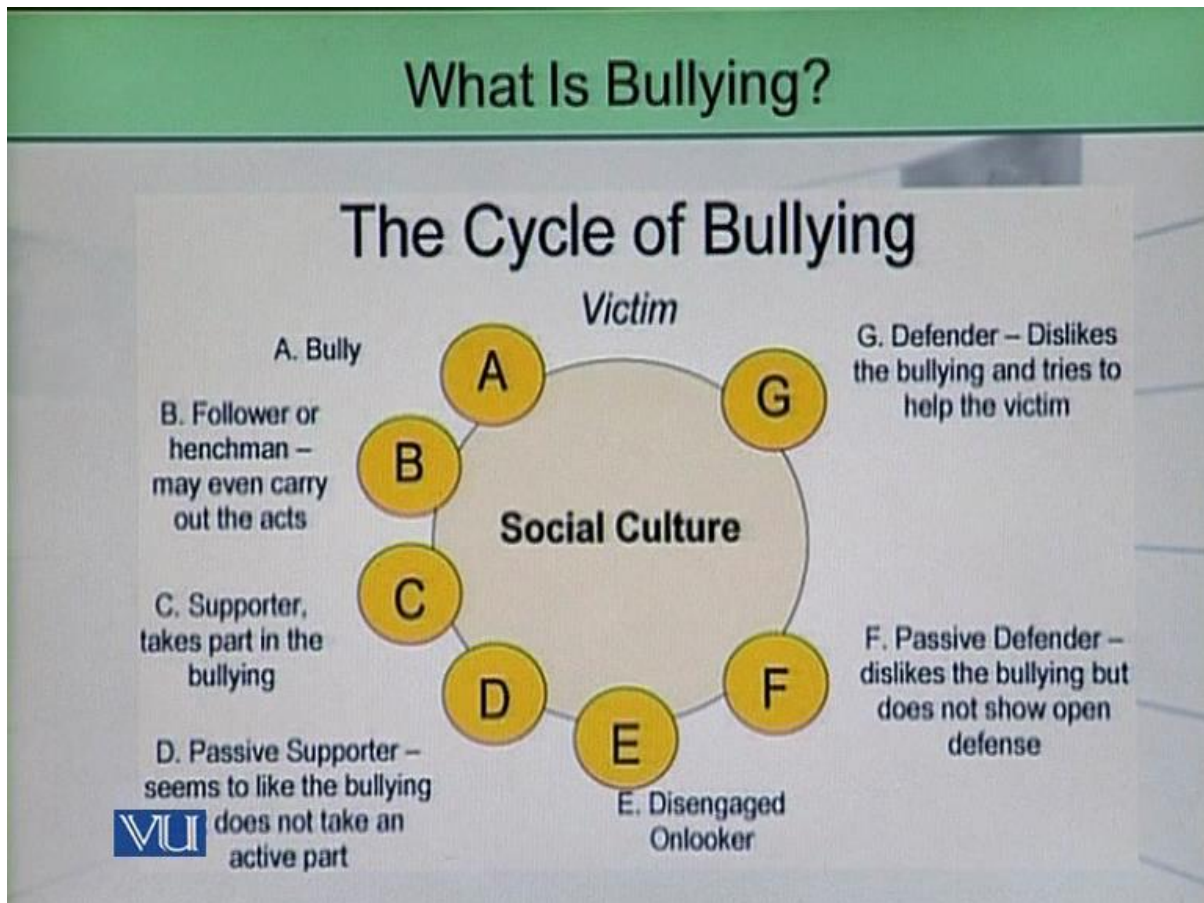 What Is Bullying?
The Cycle of Bullying
Victim
A. Bully
A
B. Follower or
henchman –
may even carry
out the acts
B
C. Supporter,
takes part in the
bullying
C
D. Passive Supporter –
seems to like the bullying
does not take an
active part
D
E
E. Disengaged
Onlooker
F
F. Passive Defender –
dislikes the bullying but
does not show open
defense
G
G. Defender – Dislikes
the bullying and tries to
help the victim
Social Culture
VU